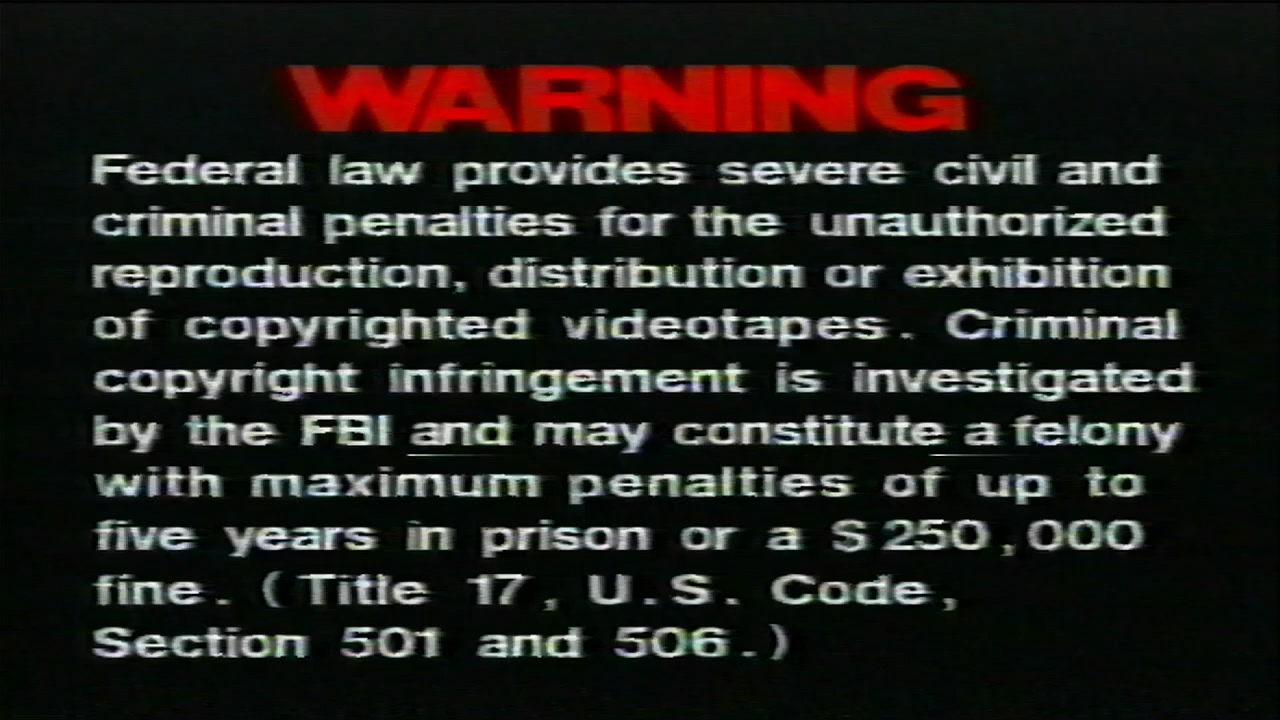 WARNING
Federal law provides severe civil and
criminal penalties for the unauthorized
reproduction, distribution or exhibition
of copyrighted videotapes. Criminal
copyright infringement is investigated
by the FBI and may constitute a felony
with maximum penalties of up to
five years in prison or a $250,000
fine. (Title 17, U.S. Code,
Section 501 and 506.)